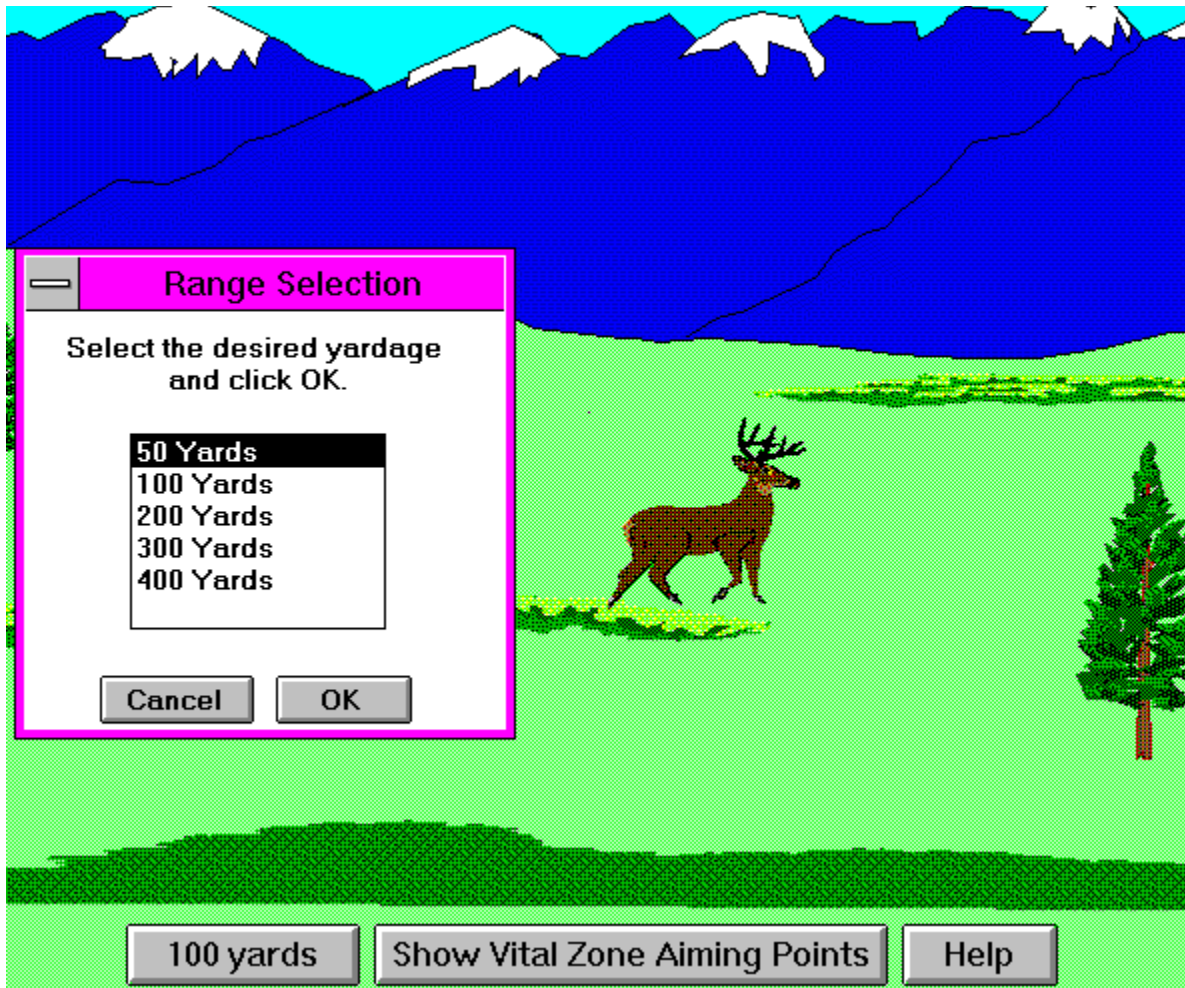 Range Selection
Select the desired yardage
and click OK.
50 Yards
100 Yards
200 Yards
300 Yards
400 Yards
Cancel OK
100 yards Show Vital Zone Aiming Points Help